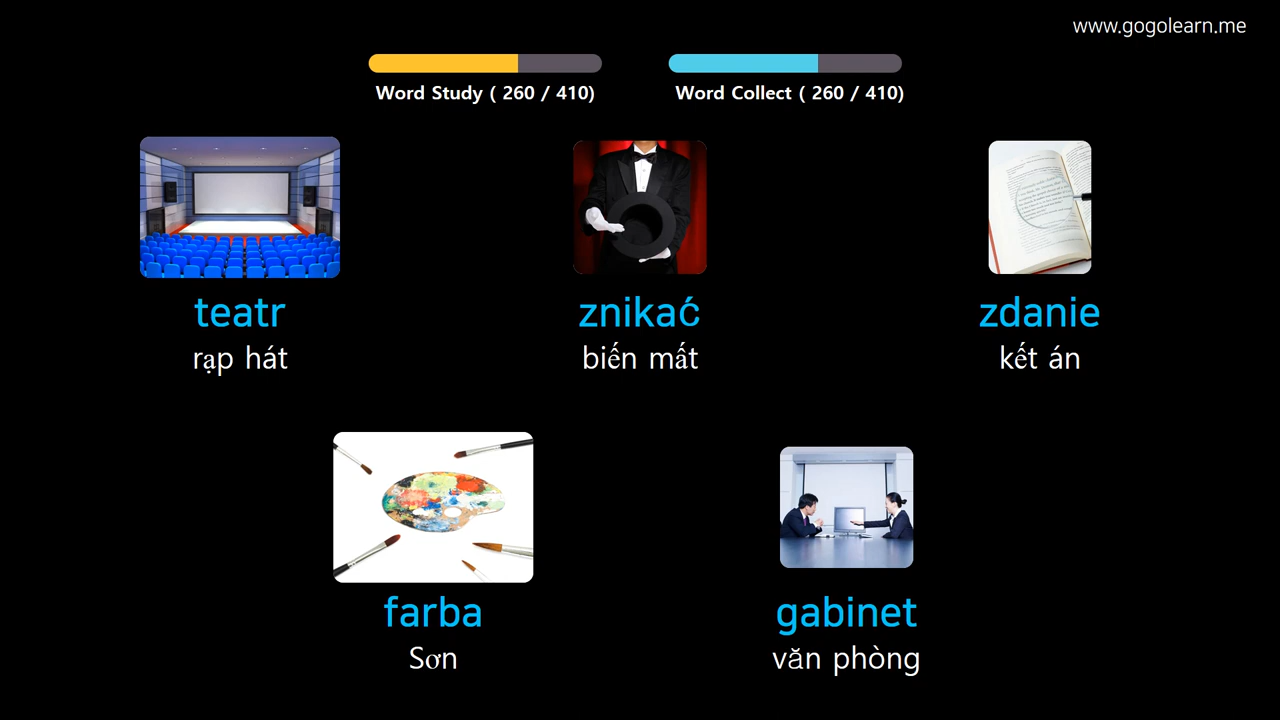 www.gogolearn.me
Word Study ( 260 / 410)
Word Collect ( 260 / 410)
teatr
rạp hát
znikać
biến mất
zdanie
kết án
farba
Sơn
gabinet
văn phòng